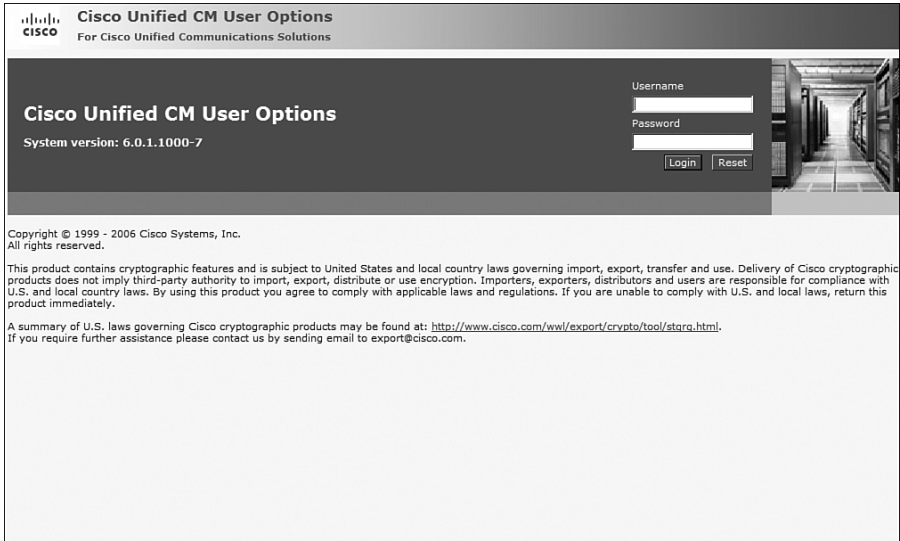 Cisco Unified CM User Options
cisco
For Cisco Unified Communications Solutions
Cisco Unified CM User Options
System version: 6.0.1.1000-7
Username
Password
Login Reset
Copyright © 1999 - 2006 Cisco Systems, Inc.
All rights reserved.
This product contains cryptographic features and is subject to United States and local country laws governing import, export, transfer and use. Delivery of Cisco cryptographic
products does not imply third-party authority to import, export, distribute or use encryption. Importers, exporters, distributors and users are responsible for compliance with
U.S. and local country laws. By using this product you agree to comply with applicable laws and regulations. If you are unable to comply with U.S. and local laws, return this
product immediately.
A summary of U.S. laws governing Cisco cryptographic products may be found at: http://www.cisco.com/wwl/export/crypto/tool/stqrg.html.
If you require further assistance please contact us by sending email to export@cisco.com.